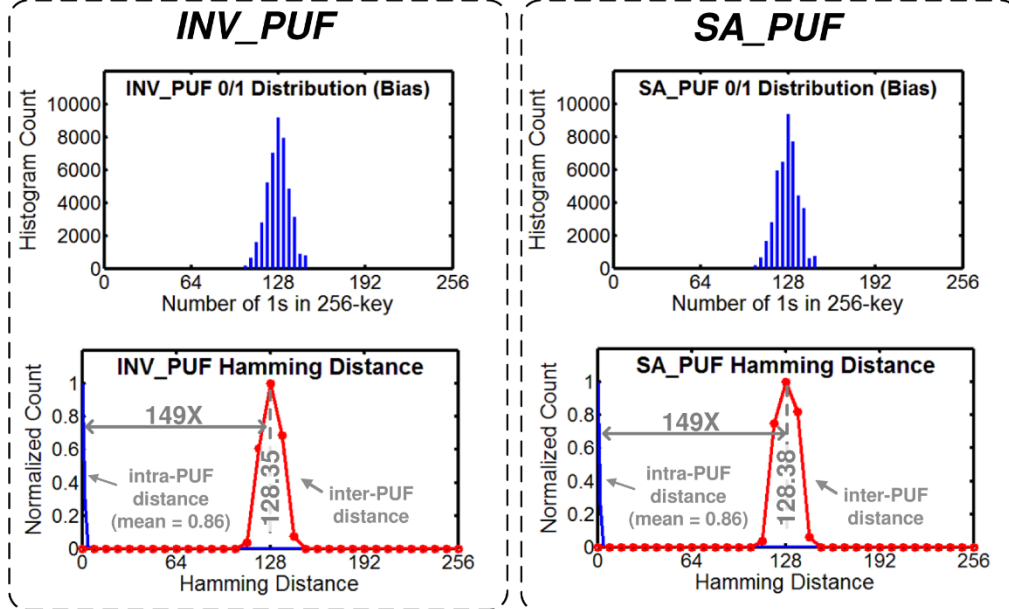 INV_PUF
INV_PUF 0/1 Distribution (Bias)
Histogram Count
10000
8000
6000
4000
2000
0
0 64 128 192 256
Number of 1s in 256-key
INV_PUF Hamming Distance
Normalized Count
1
0.8
0.6
0.4
0.2
0
149X
128.35
intra-PUF
distance
(mean = 0.86)
inter-PUF
distance
0 64 128 192 256
Hamming Distance
SA_PUF
SA_PUF 0/1 Distribution (Bias)
Histogram Count
10000
8000
6000
4000
2000
0
0 64 128 192 256
Number of 1s in 256-key
SA_PUF Hamming Distance
Normalized Count
1
0.8
0.6
0.4
0.2
0
149X
128.38
intra-PUF
distance
(mean = 0.86)
inter-PUF
distance
0 64 128 192 256
Hamming Distance